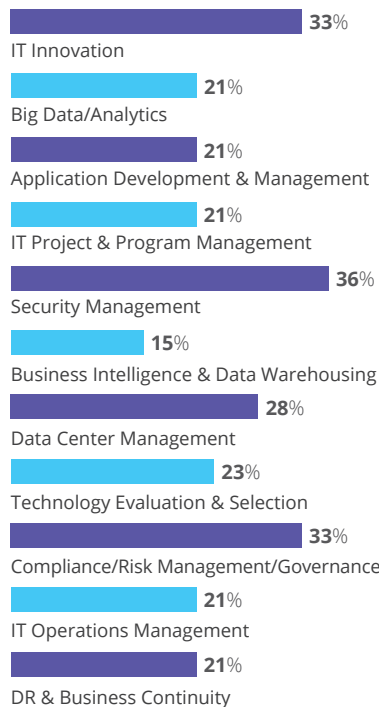 33%
IT Innovation
21%
Big Data/Analytics
21%
Application Development & Management
21%
IT Project & Program Management
36%
Security Management
15%
Business Intelligence & Data Warehousing
28%
Data Center Management
23%
Technology Evaluation & Selection
33%
Compliance/Risk Management/Governance
21%
IT Operations Management
21%
DR & Business Continuity